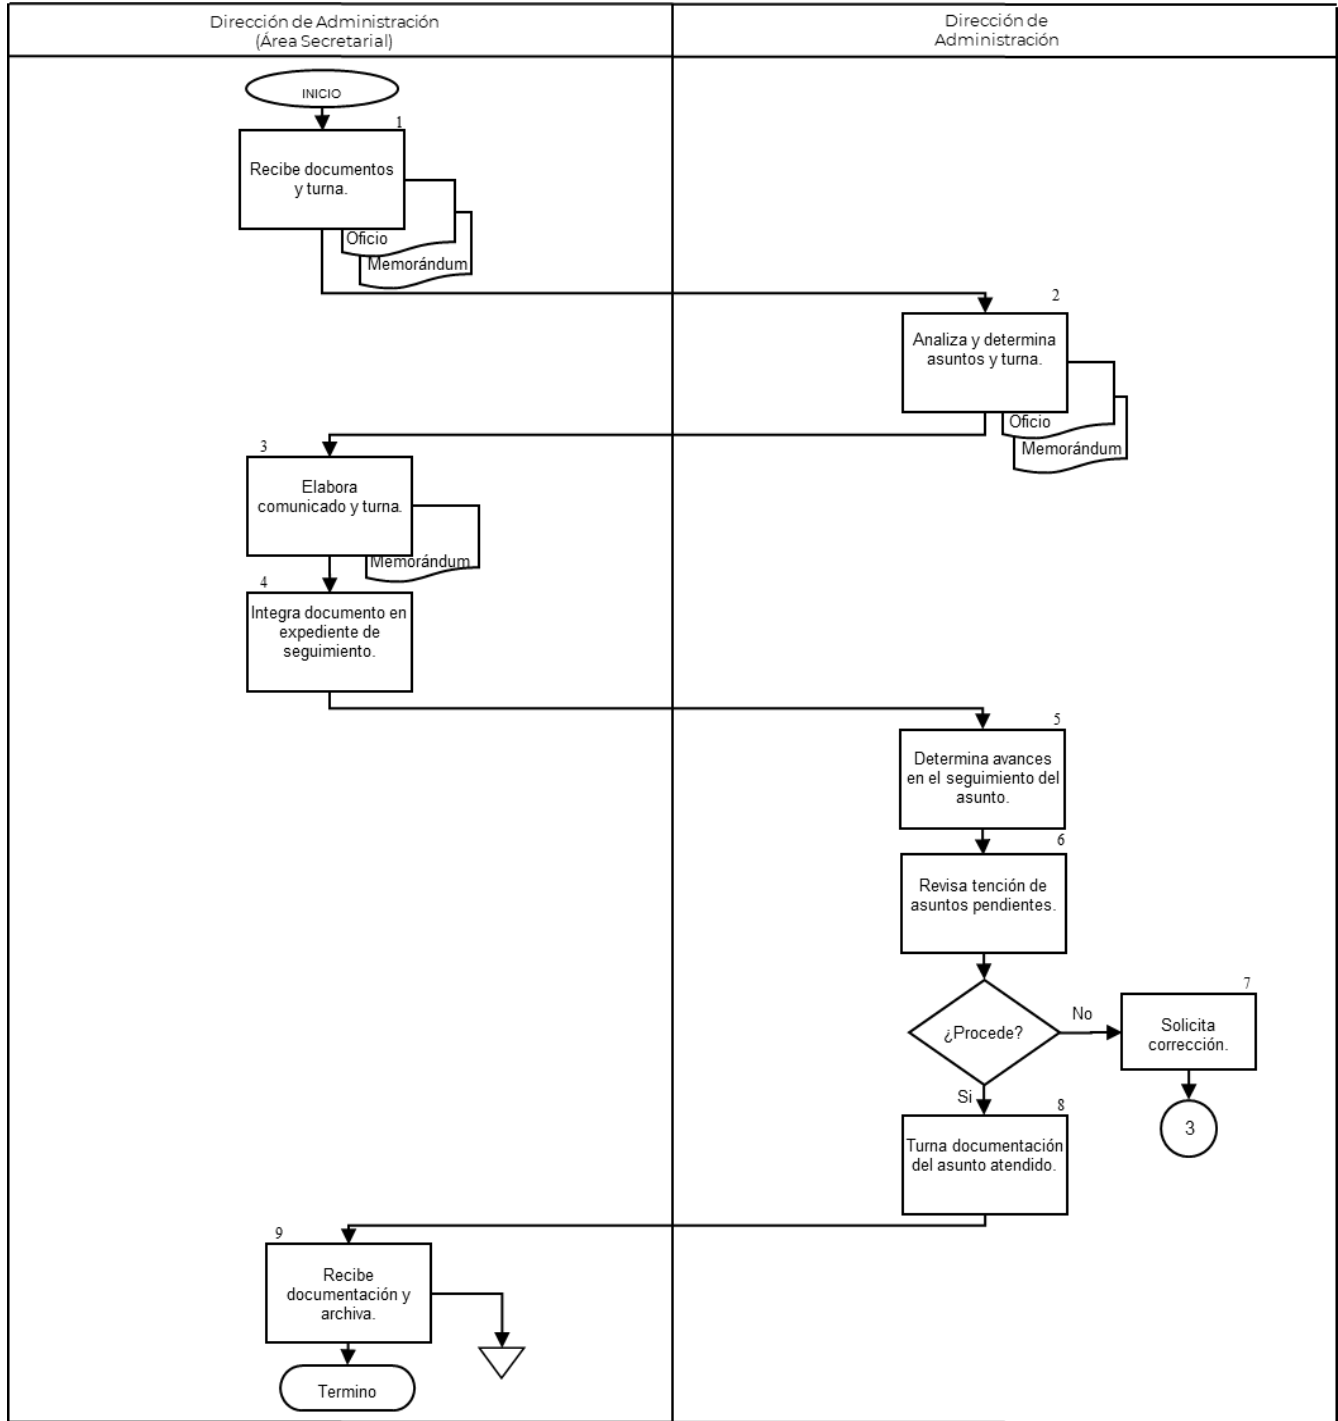 Dirección de Administración
(Área Secretarial)
Dirección de
Administración
INICIO
1
Recibe documentos
y turna.
Oficio
Memorándum
2
Analiza y determina
asuntos y turna.
Oficio
Memorándum
3
Elabora
comunicado y turna.
Memorándum
4
Integra documento en
expediente de
seguimiento.
5
Determina avances
en el seguimiento del
asunto.
6
Revisa tención de
asuntos pendientes.
¿Procede?
No
7
Solicita
corrección.
3
Si
8
Turna documentación
del asunto atendido.
9
Recibe
documentación y
archiva.
Termino